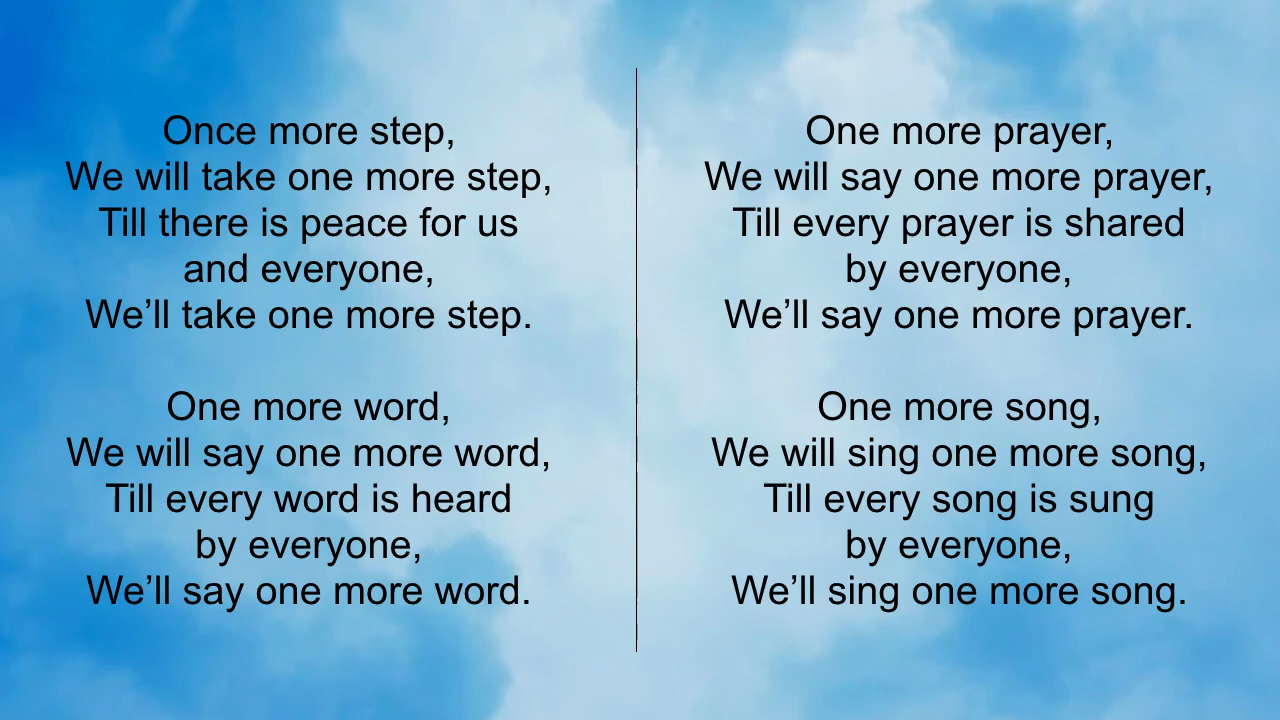 Once more step,
We will take one more step,
Till there is peace for us
and everyone,
We’ll take one more step.
One more word,
We will say one more word,
Till every word is heard
by everyone,
We’ll say one more word.
One more prayer,
We will say one more prayer,
Till every prayer is shared
by everyone,
We’ll say one more prayer.
One more song,
We will sing one more song,
Till every song is sung
by everyone,
We’ll sing one more song.